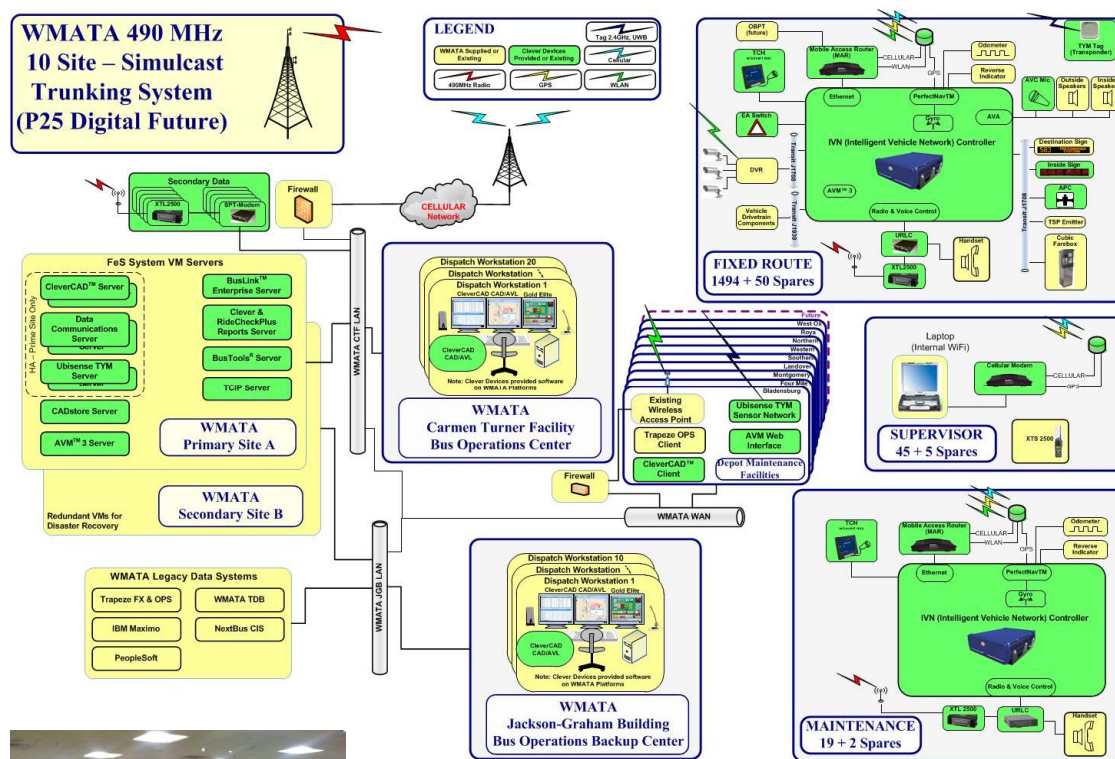 WMATA 490 MHz
10 Site – Simulcast
Trunking System
(P25 Digital Future)
LEGEND
WMATA Supplied or
Existing
Clever Devices
Provided or Existing
Tag 2.4GHz, UWB
Cellular
490MHz Radio
GPS
WLAN
Secondary Data
XTL2500
SPT-Modem
Firewall
CELLULAR
Network
FeS System VM Servers
HA – Prime Site Only
CleverCAD™ Server
Data
Communications
Server
Ubisense TYM
Server
CADstore Server
AVM™ 3 Server
BusLink™
Enterprise Server
Clever &
RideCheckPlus
Reports Server
BusTools® Server
TCIP Server
WMATA
Primary Site A
WMATA
Secondary Site B
Redundant VMs for
Disaster Recovery
WMATA Legacy Data Systems
Trapeze FX & OPS
WMATA TDB
IBM Maximo
NextBus CIS
PeopleSoft
WMATA CTF LAN
WMATA JGB LAN
WMATA WAN
Dispatch Workstation 20
Dispatch Workstation
Dispatch Workstation 1
CleverCAD CAD/AVL
Gold Elite
CleverCAD
CAD/AVL
Note: Clever Devices provided software
on WMATA Platforms
WMATA
Carmen Turner Facility
Bus Operations Center
Dispatch Workstation 10
Dispatch Workstation
Dispatch Workstation 1
CleverCAD CAD/AVL
Gold Elite
CleverCAD
CAD/AVL
Note: Clever Devices provided software
on WMATA Platforms
WMATA
Jackson-Graham Building
Bus Operations Backup Center
Future
West Ox
Roya
Northern
Western
Southern
Landover
Montgomery
Four Mile
Bladensburg
Existing
Wireless
Access Point
Ubisense TYM
Sensor Network
Trapeze OPS
Client
AVM Web
Interface
CleverCAD™
Client
Depot Maintenance
Facilities
Firewall
OBPT
(future)
TCH
Mobile Access Router
(MAR)
CELLULAR
WLAN
GPS
Odometer
Reverse
Indicator
TYM Tag
(Transponder)
AVC Mic
Outside
Speakers
Inside
Speakers
Ethernet
PerfectNavTM
Gyro
AVA
EA Switch
IVN (Intelligent Vehicle Network) Controller
DVR
Transit J1708
AVM™ 3
Vehicle
Drivetrain
Components
Transit J1939
Radio & Voice Control
Transit J1708
Destination Sign
Inside Sign
APC
TSP Emitter
Cubic
Farebox
URLC
XTL2500
Handset
FIXED ROUTE
1494 + 50 Spares
Laptop
(Internal WiFi)
Cellular Modem
CELLULAR
GPS
XTS 2500
SUPERVISOR
45 + 5 Spares
TCH
Mobile Access Router
(MAR)
CELLULAR
WLAN
GPS
Odometer
Reverse
Indicator
Ethernet
PerfectNavTM
Gyro
IVN (Intelligent Vehicle Network) Controller
Radio & Voice Control
XTL 2500
URLC
Handset
MAINTENANCE
19 + 2 Spares